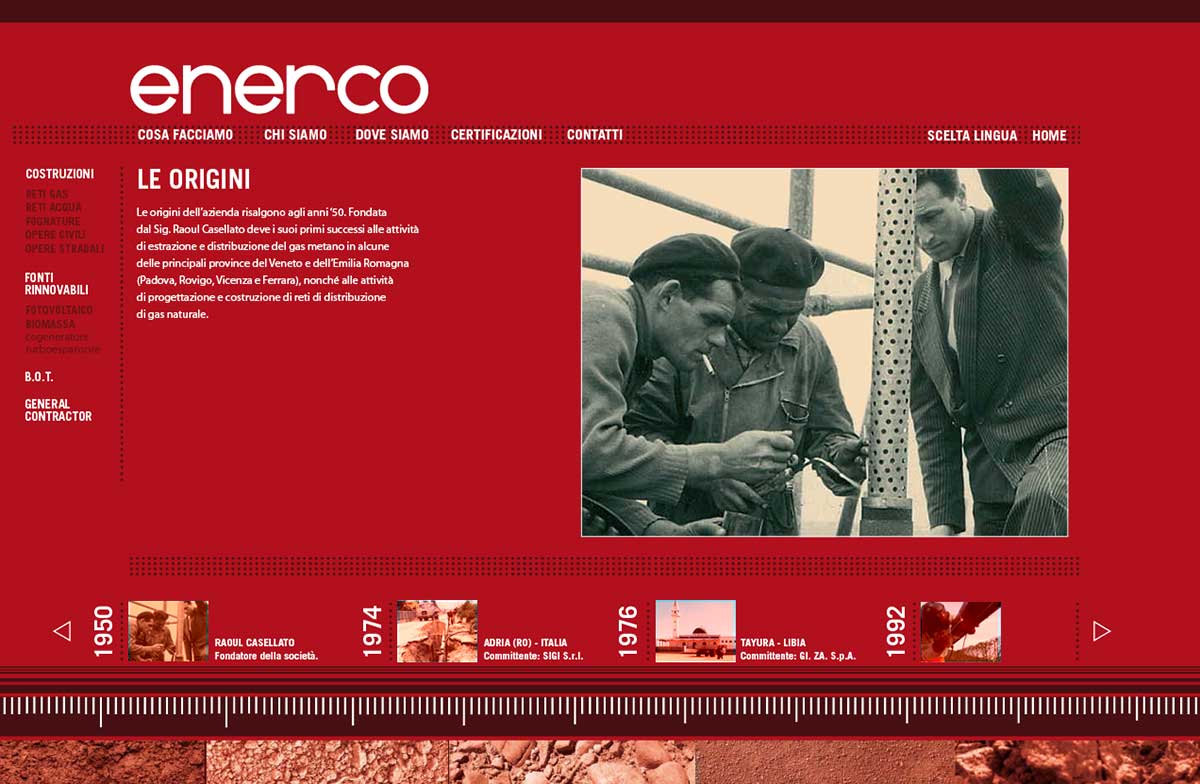 enerco
COSA FACCIAMO CHI SIAMO DOVE SIAMO CERTIFICAZIONI CONTATTI SCELTA LINGUA HOME
COSTRUZIONI
RETI GAS
RETI ACQUA
FOGNATURE
OPERE CIVILI
OPERE STRADALI
FONTI
RINNOVABILI
FOTOVOLTAICO
BIOMASSA
cogeneratore
turboespansore
B.O.T.
GENERAL
CONTRACTOR
LE ORIGINI
Le origini dell'azienda risalgono agli anni '50. Fondata
dal Sig. Raoul Casellato deve i suoi primi successi alle attività
di estrazione e distribuzione del gas metano in alcune
delle principali province del Veneto e dell'Emilia Romagna
(Padova, Rovigo, Vicenza e Ferrara), nonché alle attività
di progettazione e costruzione di reti di distribuzione
di gas naturale.
1950
RAOUL CASELLATO
Fondatore della società.
1974
ADRIA (RO) - ITALIA
Committente: SIGI S.r.l.
1976
TAYURA - LIBIA
Committente: GI. ZA. S.p.A.
1992